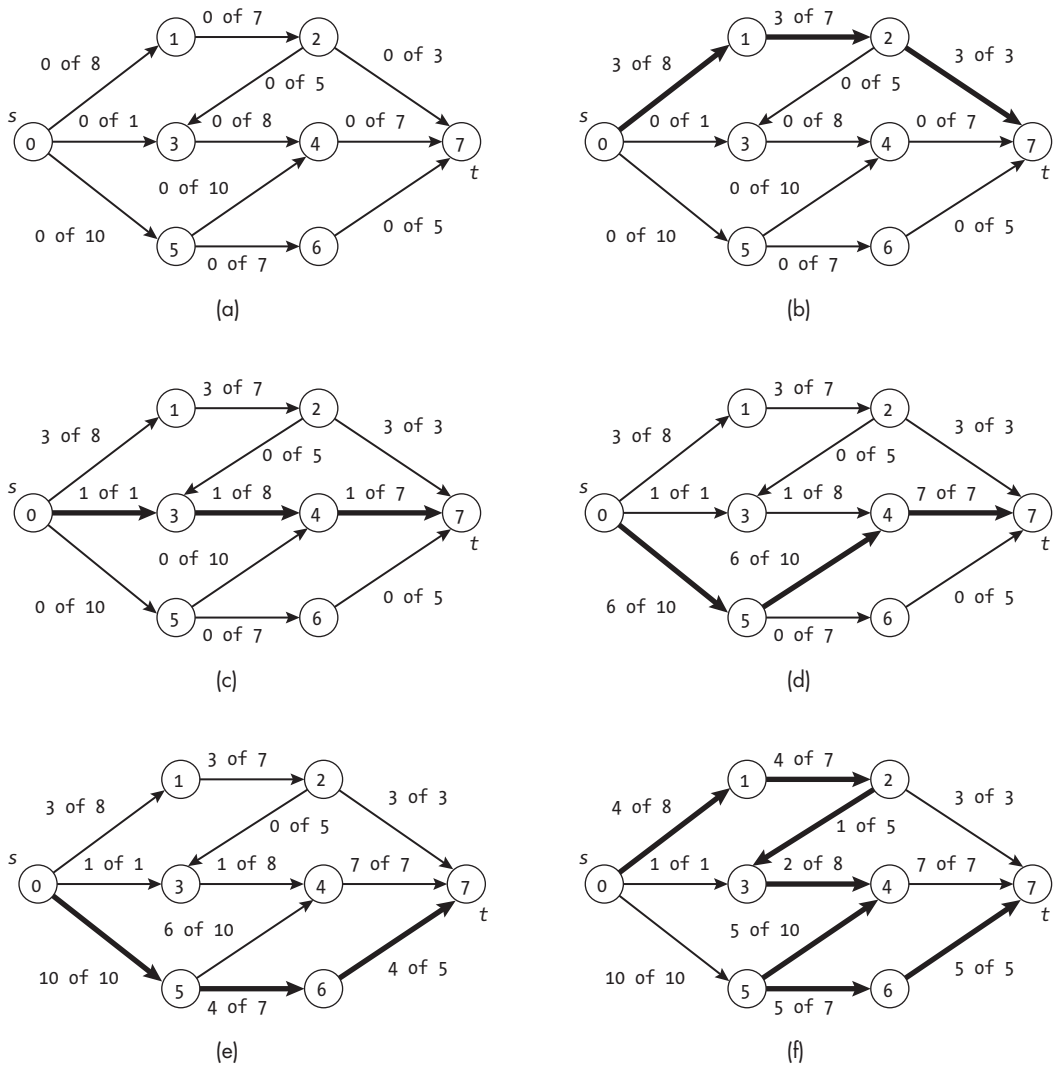 0 of 7
1
2
0 of 8
0 of 3
0 of 5
s
0 of 1
0 of 8
0 of 7
0
3
4
7
t
0 of 10
0 of 10
0 of 5
5
6
0 of 7
(a)
3 of 7
1
2
3 of 8
3 of 3
0 of 5
s
0 of 1
0 of 8
0 of 7
0
3
4
7
t
0 of 10
0 of 10
0 of 5
5
6
0 of 7
(b)
3 of 7
1
2
3 of 8
3 of 3
0 of 5
s
1 of 1
1 of 8
1 of 7
0
3
4
7
t
0 of 10
0 of 10
0 of 5
5
6
0 of 7
(c)
3 of 7
1
2
3 of 8
3 of 3
0 of 5
s
1 of 1
1 of 8
7 of 7
0
3
4
7
t
6 of 10
6 of 10
0 of 5
5
6
0 of 7
(d)
3 of 7
1
2
3 of 8
3 of 3
0 of 5
s
1 of 1
1 of 8
7 of 7
0
3
4
7
t
6 of 10
10 of 10
4 of 5
5
6
4 of 7
(e)
4 of 7
1
2
4 of 8
3 of 3
1 of 5
s
1 of 1
2 of 8
7 of 7
0
3
4
7
t
5 of 10
10 of 10
5 of 5
5
6
5 of 7
(f)